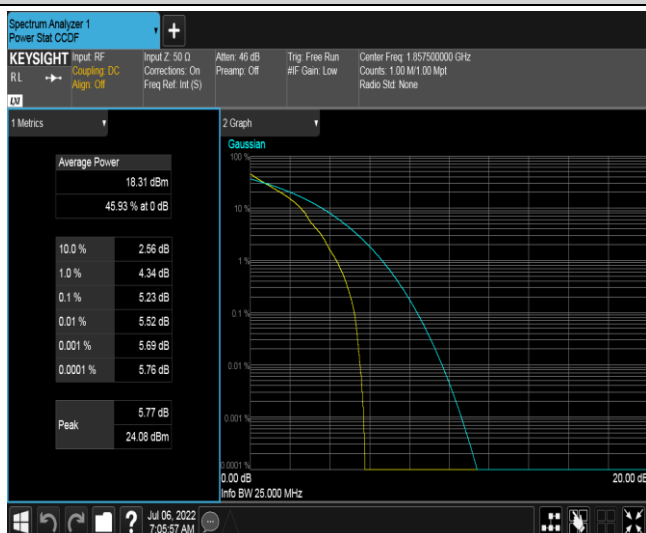 Spectrum Analyzer 1
Power Stat CCDF
KEYSIGHT
RL
LXI
Input: RF
Coupling: DC
Align: Off
Input Z: 50 Ω
Corrections: On
Freq Ref: Int (S)
Atten: 46 dB
Preamp: Off
Trig: Free Run
#IF Gain: Low
Center Freq: 1.857500000 GHz
Counts: 1.00 M/1.00 Mpt
Radio Std: None
1 Metrics
Average Power
18.31 dBm
45.93 % at 0 dB
10.0 % 2.56 dB
1.0 % 4.34 dB
0.1 % 5.23 dB
0.01 % 5.52 dB
0.001 % 5.69 dB
0.0001 % 5.76 dB
Peak
5.77 dB
24.08 dBm
2 Graph
Gaussian
100 %
10 %
1 %
0.1 %
0.01 %
0.001 %
0.0001 %
0.00 dB
20.00 dB
Info BW 25.000 MHz
Jul 06, 2022
7:05:57 AM